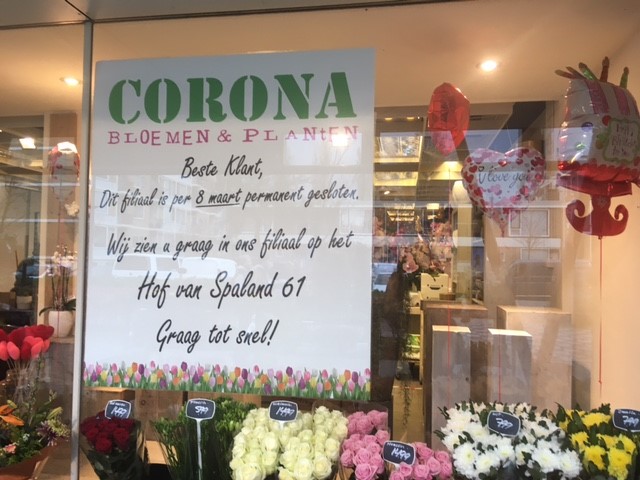 CORONA
BLOEMEN & PLANTEN
Beste Klant,
Dit filiaal is per 8 maart permanent gesloten.
Wij zien u graag in ons filiaal op het
Hof van Spaland 61
Graag tot snel!
I love you